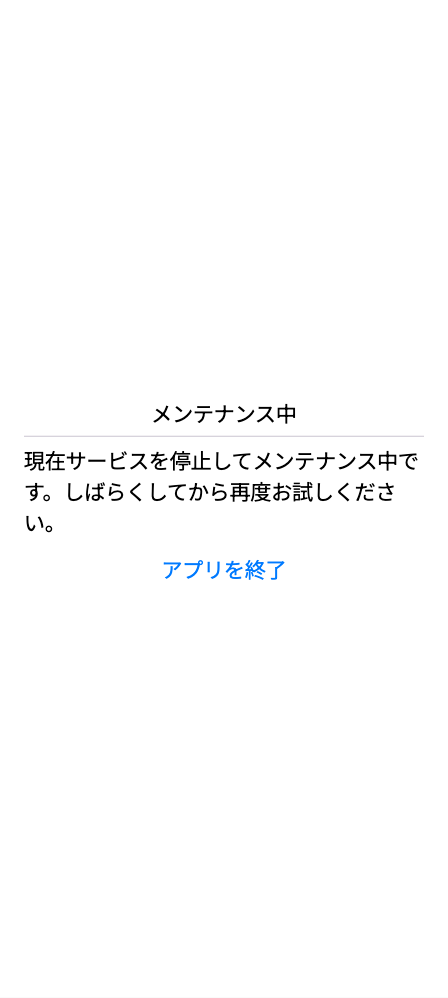 メンテナンス中
現在サービスを停止してメンテナンス中で
す。しばらくしてから再度お試しくださ
い。
アプリを終了